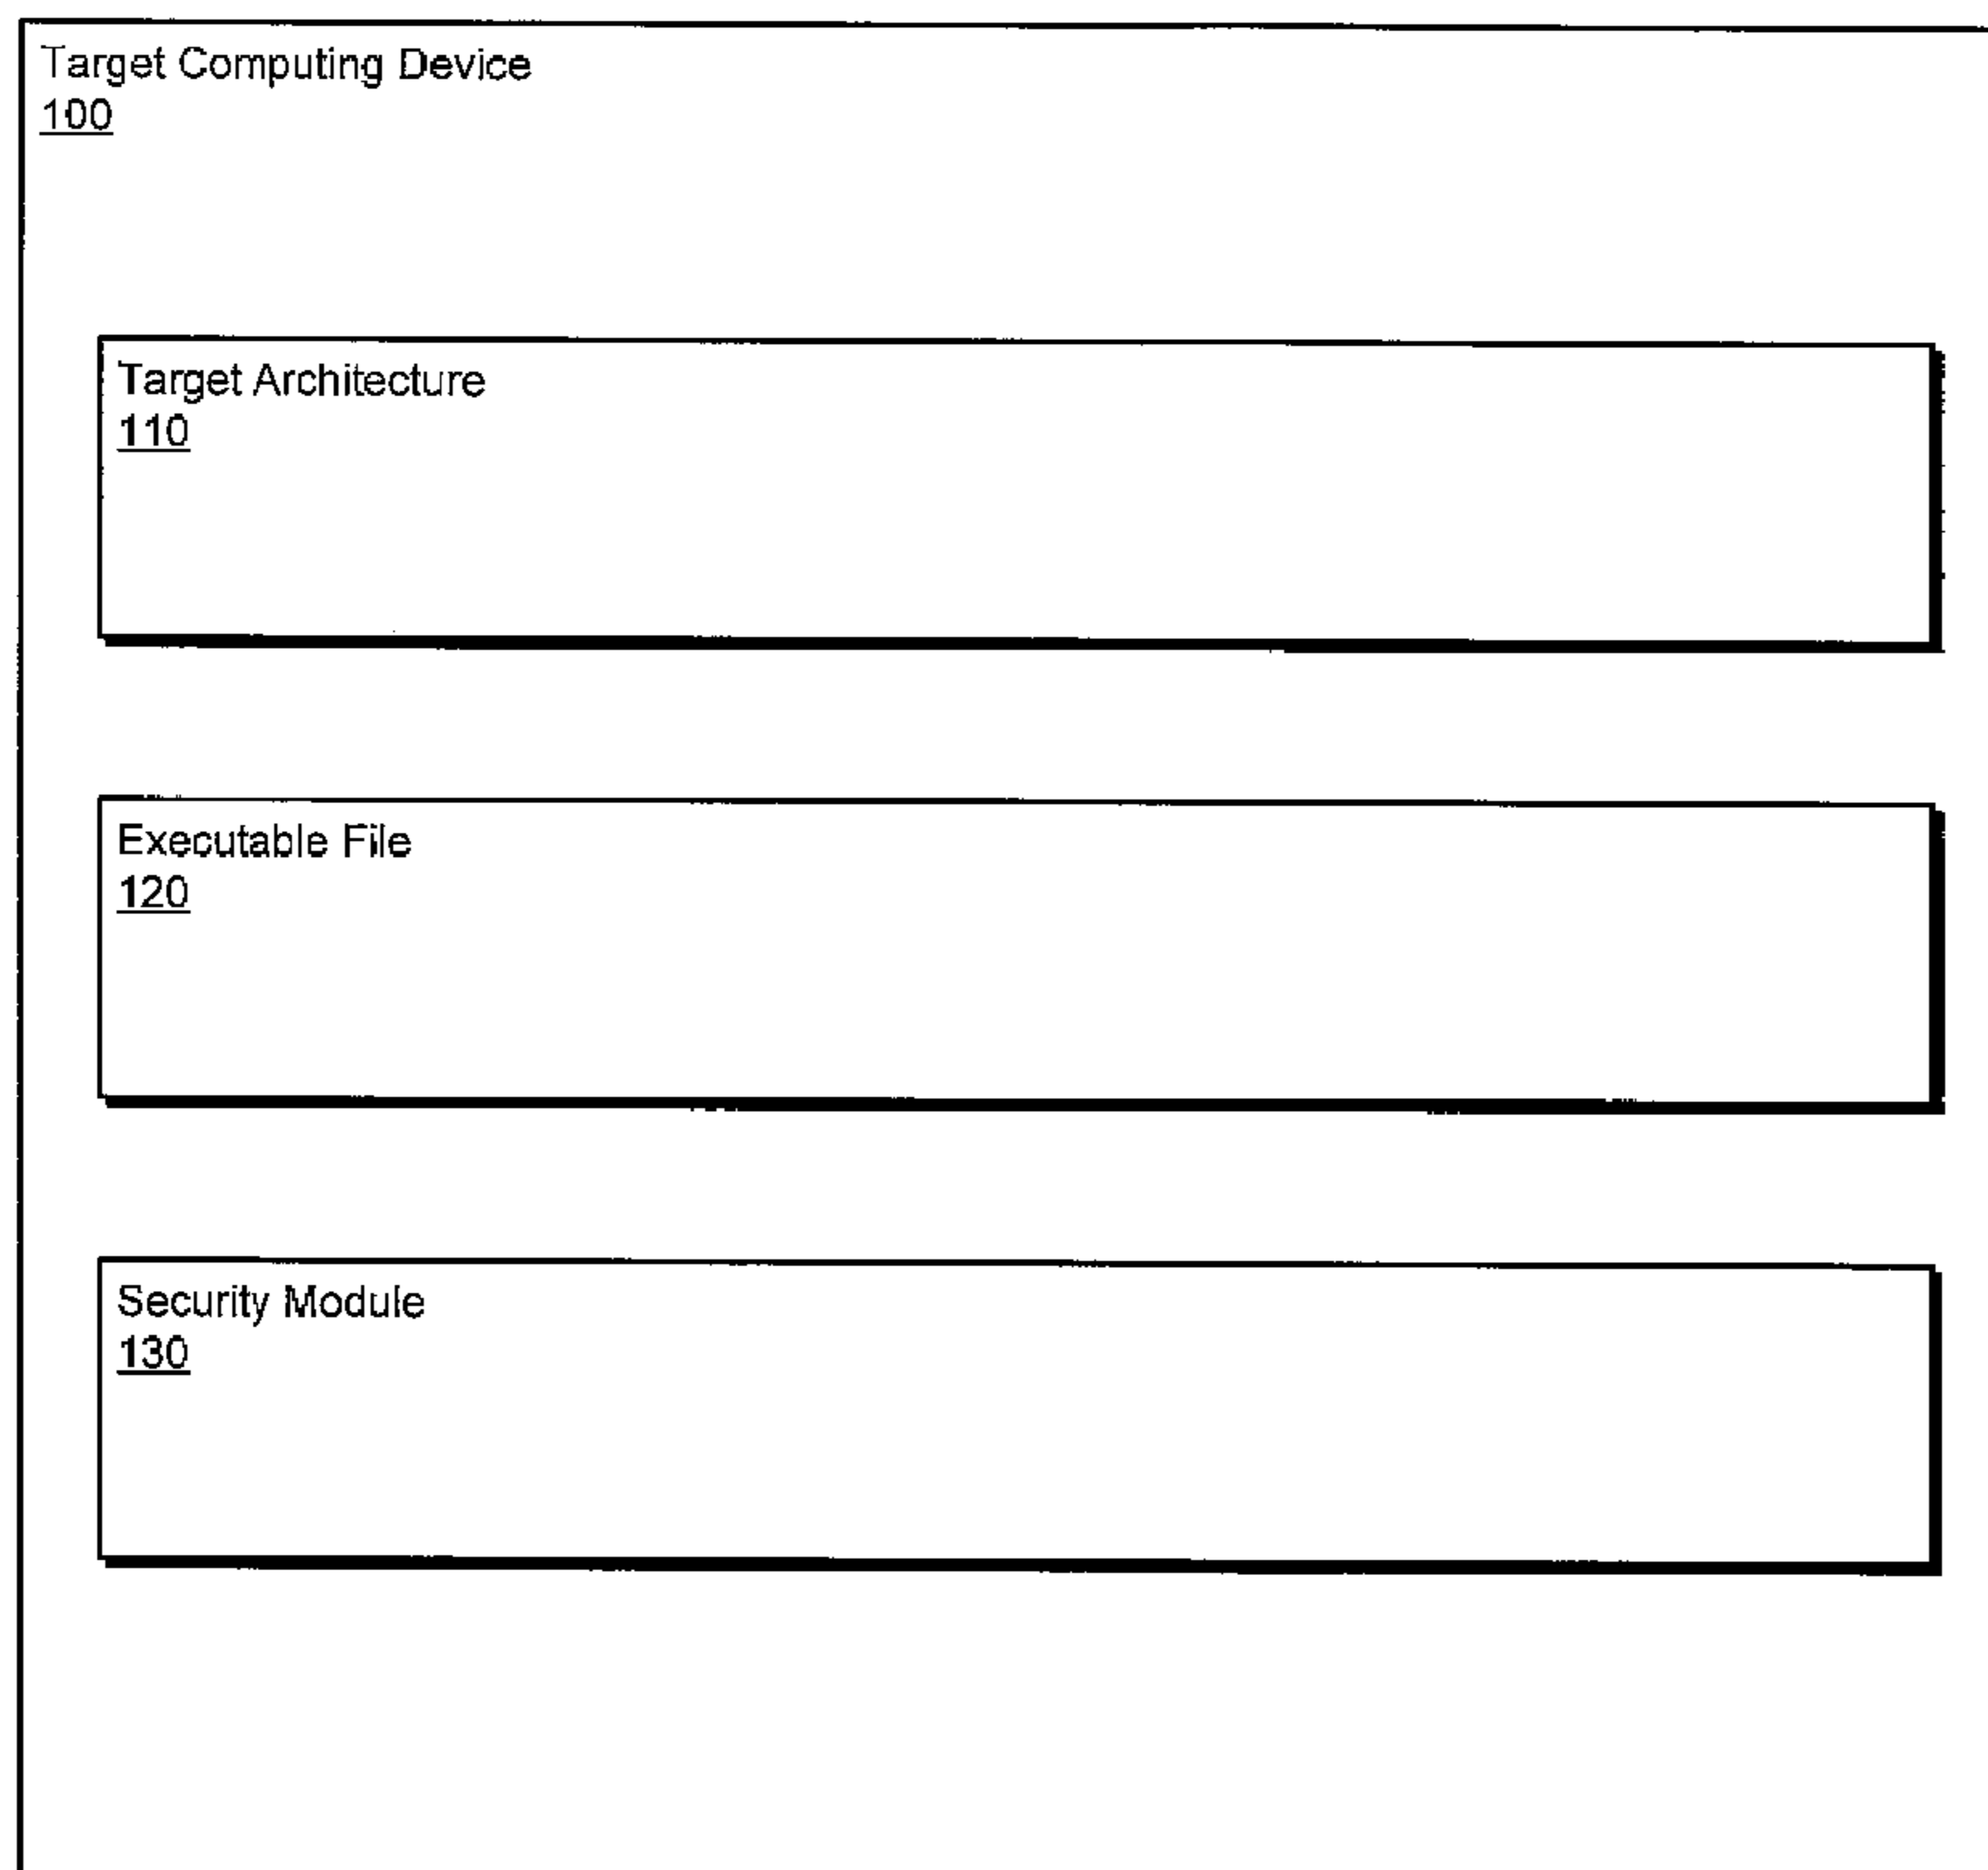 Target Computing Device
100
Target Architecture
110
Executable File
120
Security Module
130